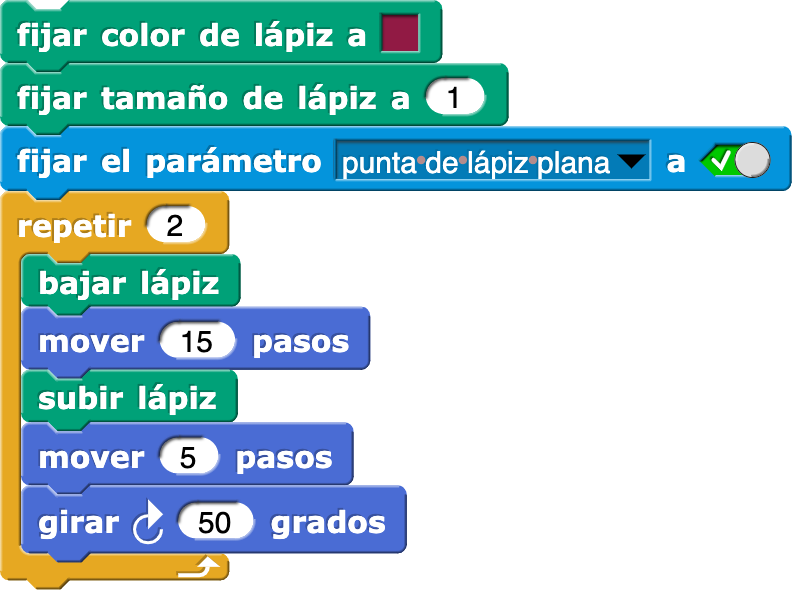 fijar color de lápiz a
fijar tamaño de lápiz a 1
fijar el parámetro punta de lápiz plana a
repetir 2
bajar lápiz
mover 15 pasos
subir lápiz
mover 5 pasos
girar 50 grados